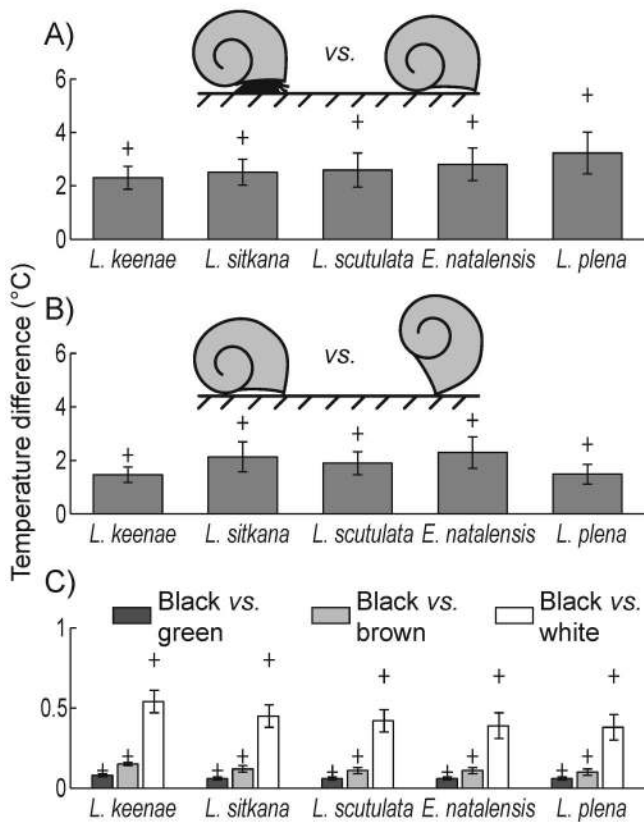 A)
vs.
6
4
2
0
L. keenae L. sitkana L. scutulata E. natalensis L. plena
Temperature difference (°C)
B)
vs.
6
4
2
0
L. keenae L. sitkana L. scutulata E. natalensis L. plena
C)
Black vs. green Black vs. brown Black vs. white
1
0.5
0
L. keenae L. sitkana L. scutulata E. natalensis L. plena